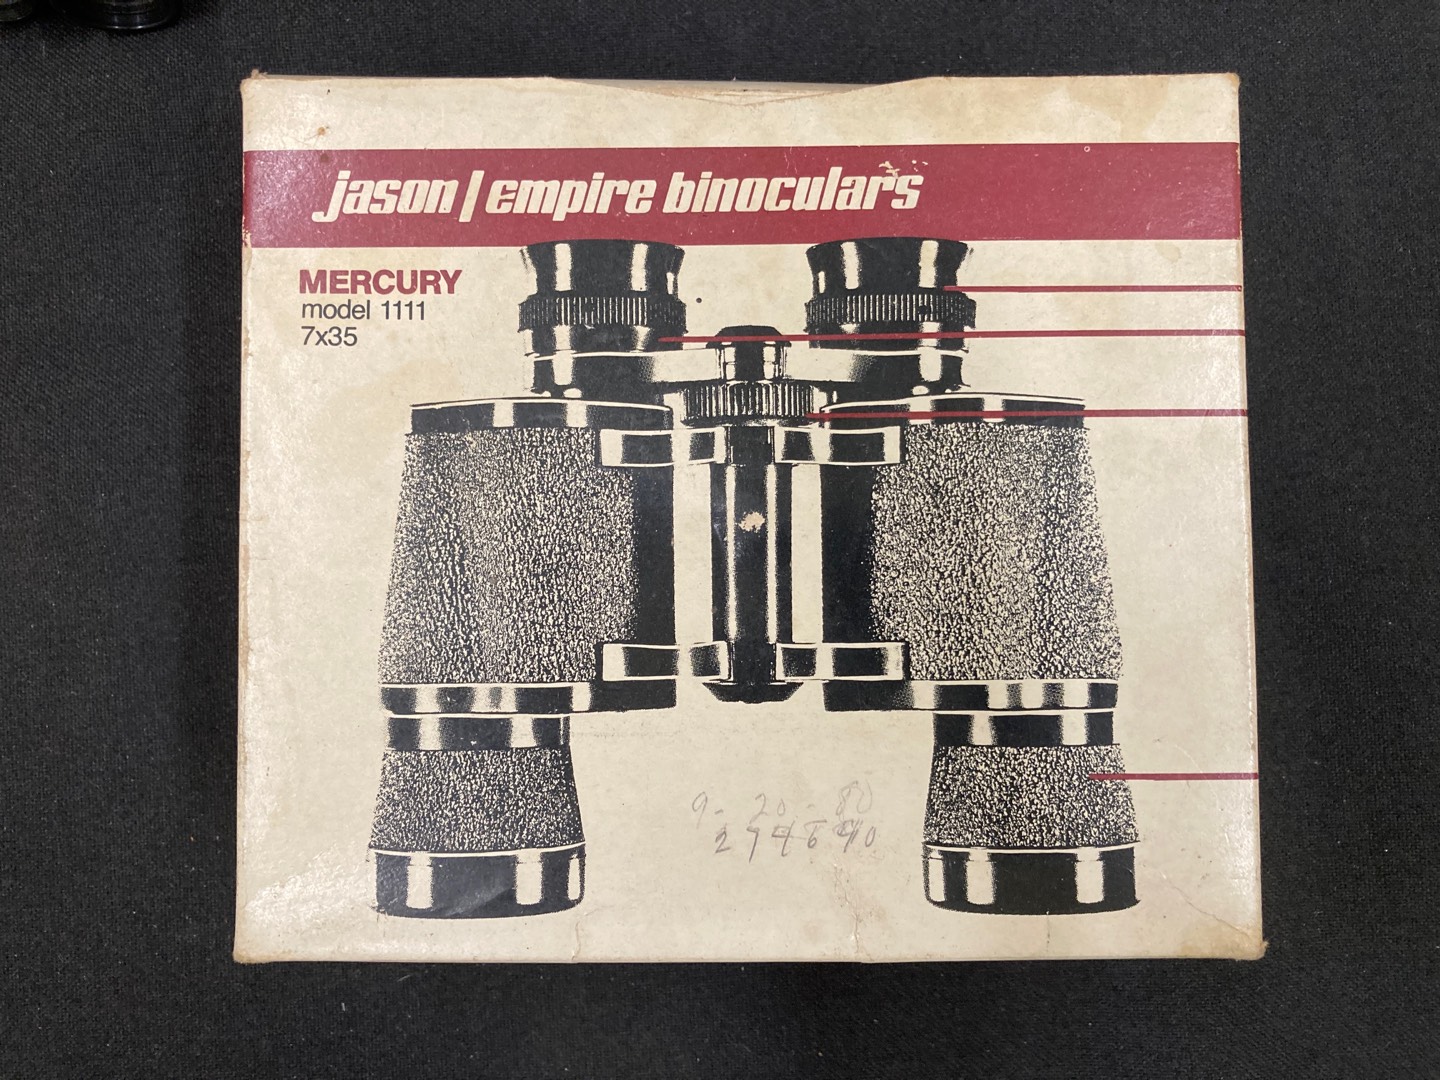 jason/empire binoculars
MERCURY
model 1111
7x35
9-20-80